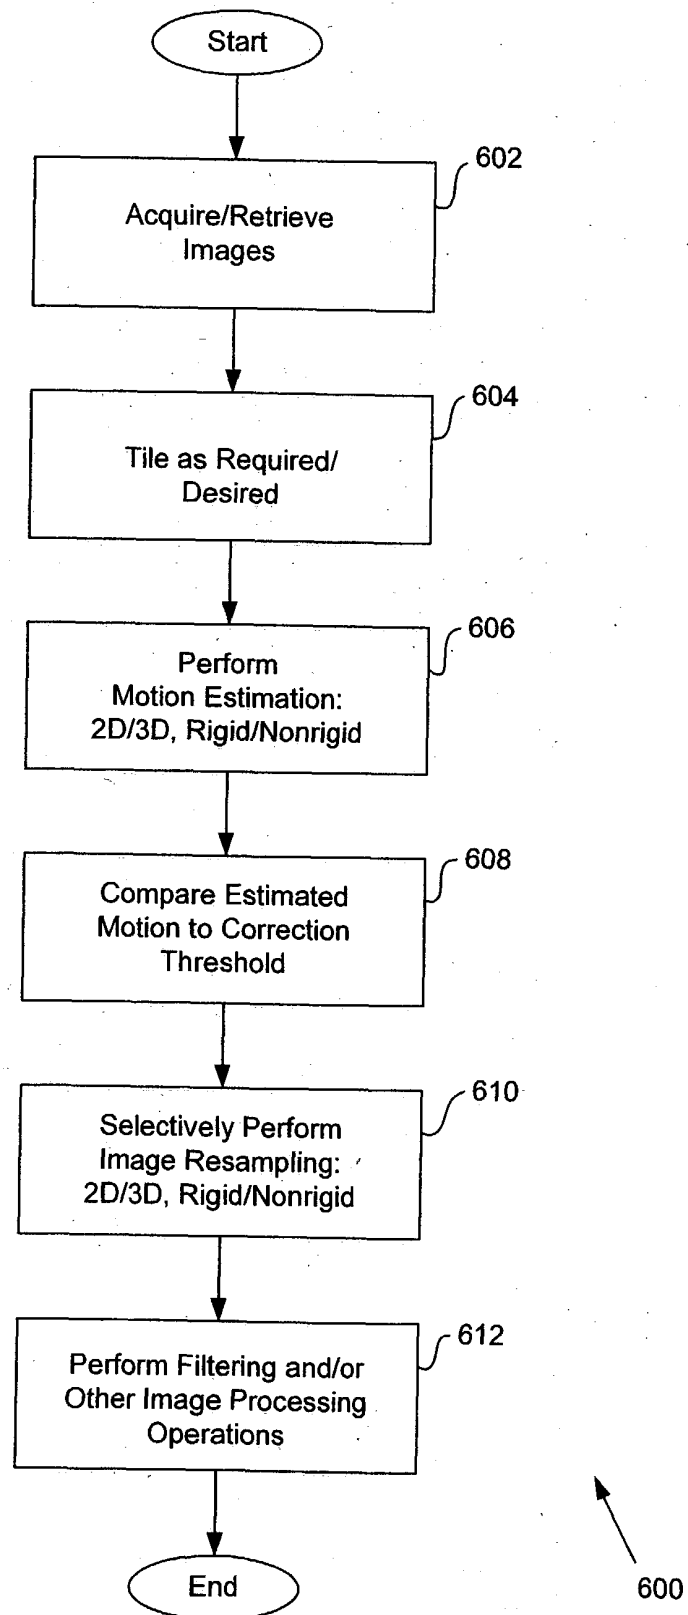 Start
602
Acquire/Retrieve
Images
604
Tile as Required/
Desired
606
Perform
Motion Estimation:
2D/3D, Rigid/Nonrigid
608
Compare Estimated
Motion to Correction
Threshold
610
Selectively Perform
Image Resampling:
2D/3D, Rigid/Nonrigid
612
Perform Filtering and/or
Other Image Processing
Operations
End
600